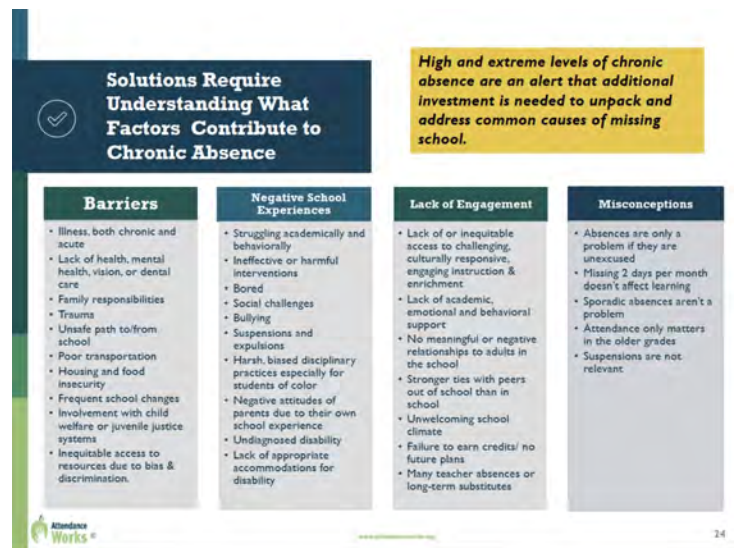 Solutions Require
Understanding What
Factors Contribute to
Chronic Absence
High and extreme levels of chronic
absence are an alert that additional
investment is needed to unpack and
address common causes of missing
school.
Barriers
• Illness, both chronic and
acute
• Lack of health, mental
health, vision, or dental
care
• Family responsibilities
• Trauma
• Unsafe path to/from
school
• Poor transportation
• Housing and food
insecurity
• Frequent school changes
• Involvement with child
welfare or juvenile justice
systems
• Inequitable access to
resources due to bias &
discrimination.
Negative School
Experiences
• Struggling academically and
behaviorally
• Ineffective or harmful
interventions
• Bored
• Social challenges
• Bullying
• Suspensions and
expulsions
• Harsh, biased disciplinary
practices especially for
students of color
• Negative attitudes of
parents due to their own
school experience
• Undiagnosed disability
• Lack of appropriate
accommodations for
disability
Lack of Engagement
• Lack of or inequitable
access to challenging,
culturally responsive,
engaging instruction &
enrichment
• Lack of academic,
emotional and behavioral
support
• No meaningful or negative
relationships to adults in
the school
• Stronger ties with peers
out of school than in
school
• Unwelcoming school
climate
• Failure to earn credits/ no
future plans
• Many teacher absences or
long-term substitutes
Misconceptions
• Absences are only a
problem if they are
unexcused
• Missing 2 days per month
doesn't affect learning
• Sporadic absences aren't a
problem
• Attendance only matters
in the older grades
• Suspensions are not
relevant
Attendance
Works ®
www.attendanceworks.org
24